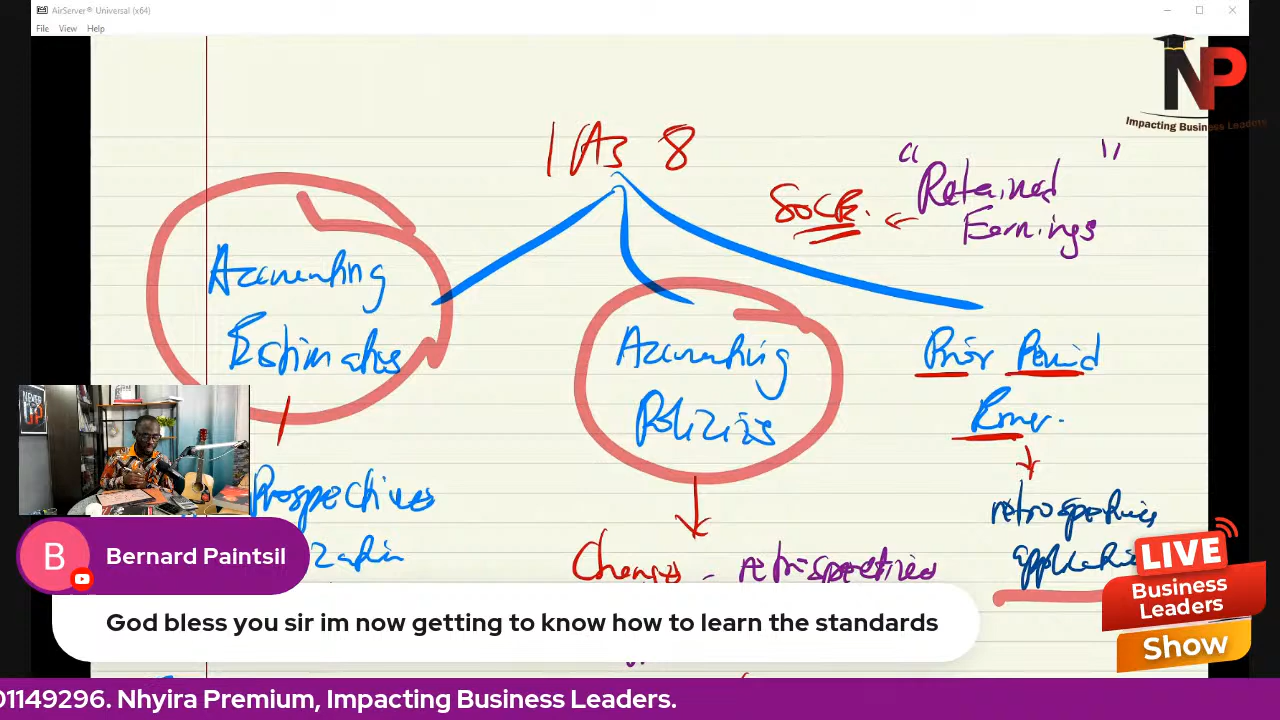 AirServer® Universal (x64)
File View Help
NP
Impacting Business Leaders
IAS 8
"Retained Earnings"
SOCE.
Accounting
Estimates
Accounting
Policies
Prior Period
Error.
Prospective
Change - retrospective
retrospective
application
B
Bernard Paintsil
God bless you sir im now getting to know how to learn the standards
LIVE
Business
Leaders
Show
01149296. Nhyira Premium, Impacting Business Leaders.